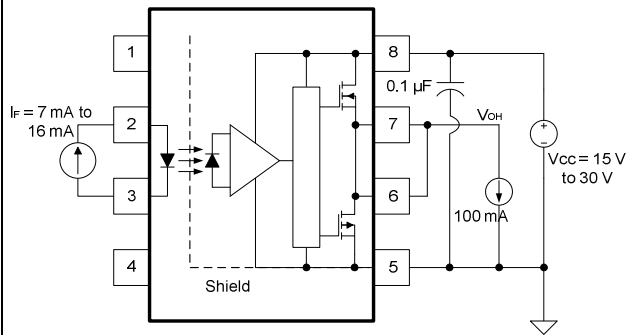 1
2
3
4
Shield
8
7
6
5
IF = 7 mA to
16 mA
0.1 µF
VOH
100 mA
+
−
Vcc = 15 V
to 30 V